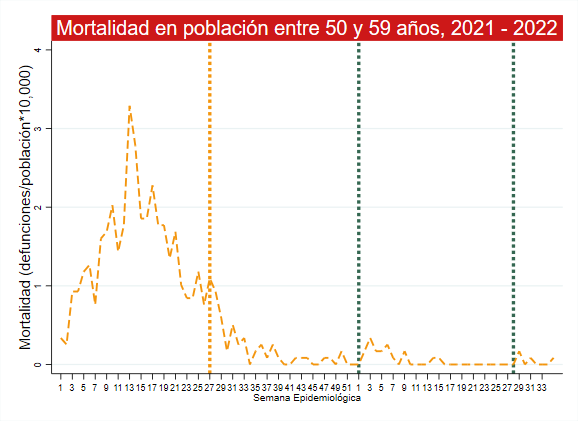 Mortalidad en población entre 50 y 59 años, 2021 - 2022
Mortalidad (defunciones/población*10,000)
4
3
2
1
0
1 3 5 7 9 11 13 15 17 19 21 23 25 27 29 31 33 35 37 39 41 43 45 47 49 51 1 3 5 7 9 11 13 15 17 19 21 23 25 27 29 31 33
Semana Epidemiológica